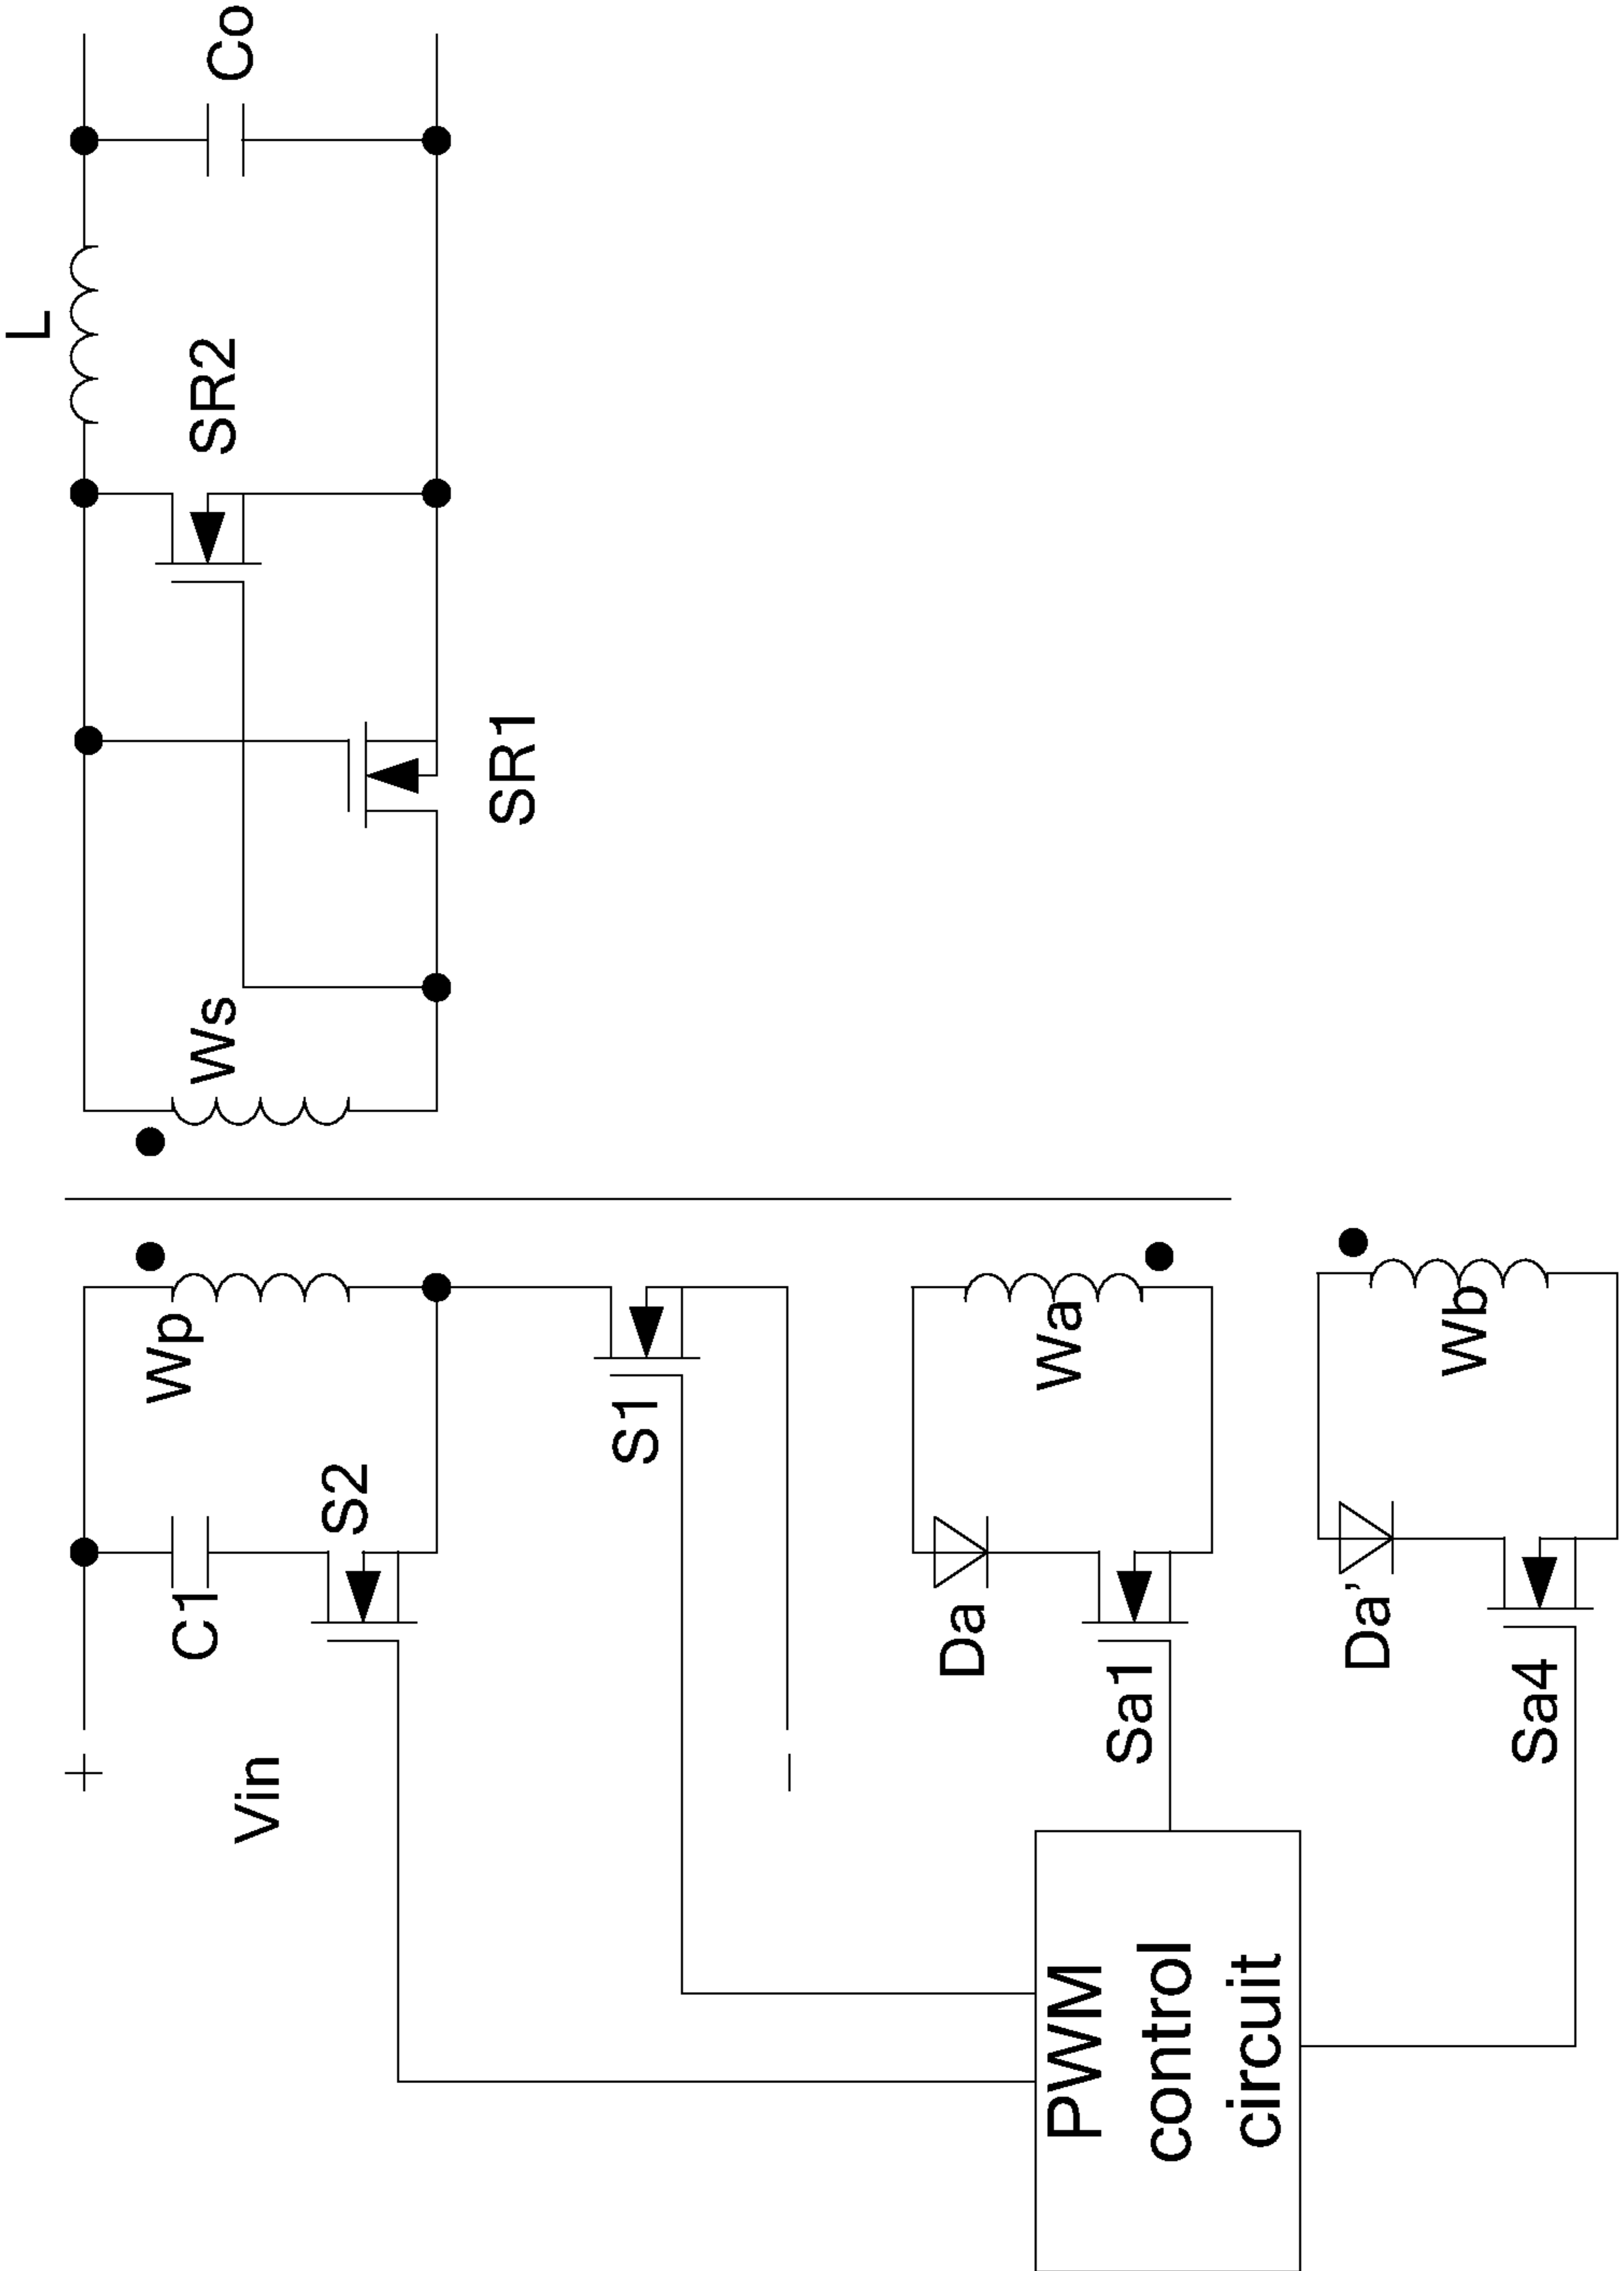 +
Vin
-
C1
S2
Wp
S1
Ws
SR1
SR2
L
Co
PWM
control
circuit
Da
Sa1
Wa
Da’
Sa4
Wb